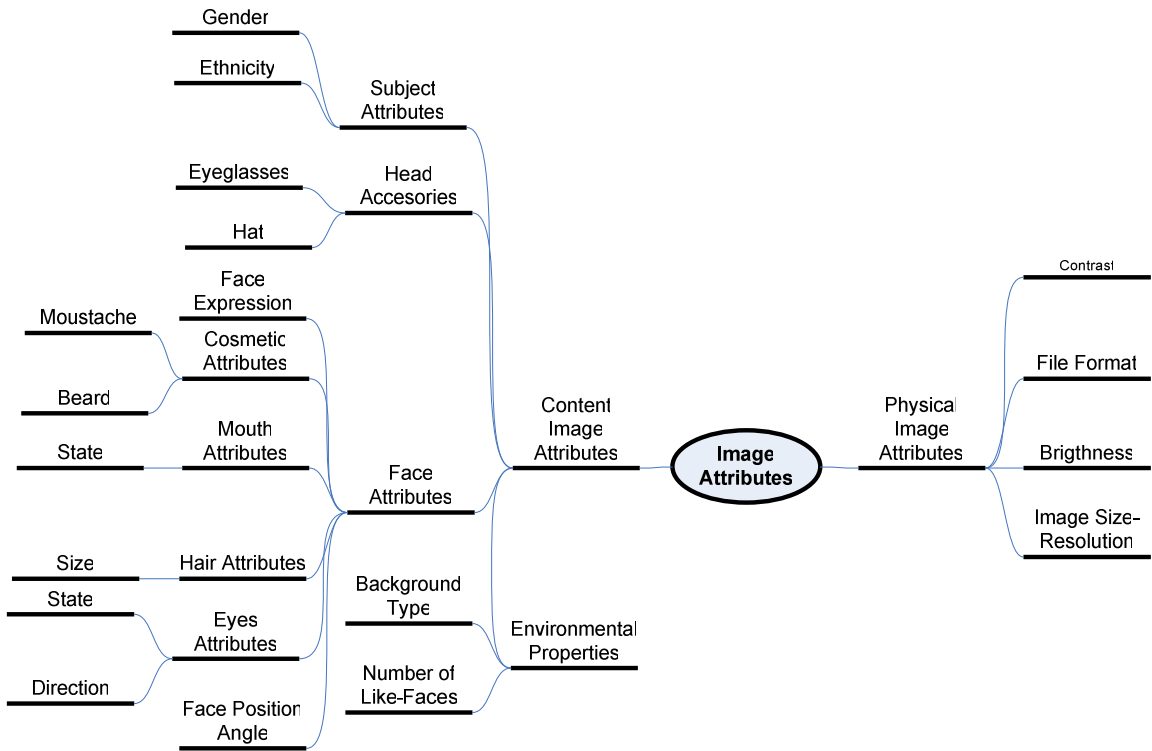 Gender
Ethnicity
Subject
Attributes
Eyeglasses
Head
Accesories
Hat
Face
Expression
Moustache
Cosmetic
Attributes
Beard
Mouth
Attributes
State
Face
Attributes
Hair Attributes
Size
State
Eyes
Attributes
Direction
Face Position
Angle
Content
Image
Attributes
Background
Type
Environmental
Properties
Number of
Like-Faces
Image
Attributes
Physical
Image
Attributes
Contrast
File Format
Brigthness
Image Size-
Resolution